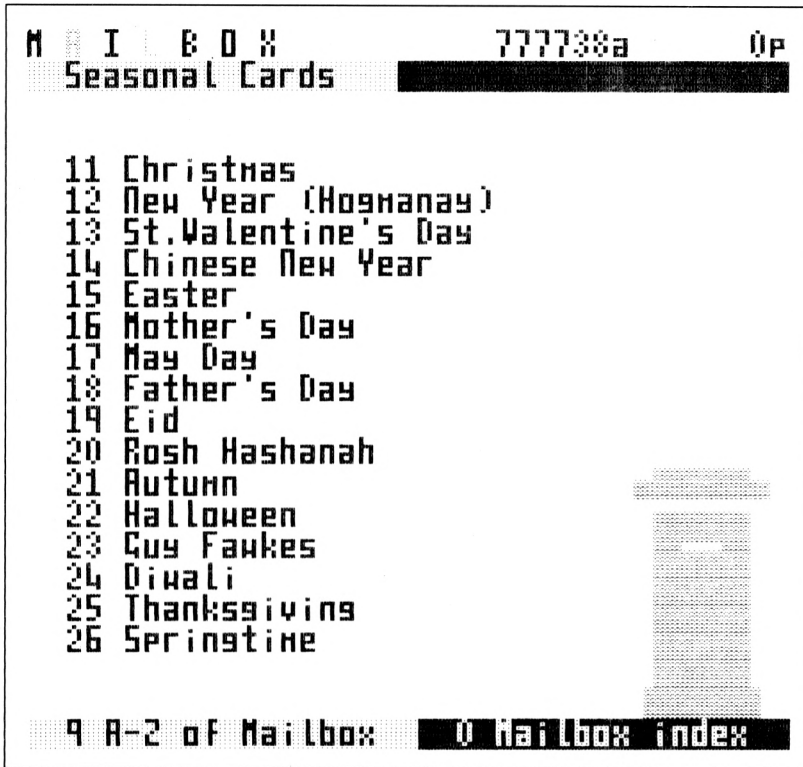 M A I L B O X 777738a 0p
Seasonal Cards
11 Christmas
12 New Year (Hogmanay)
13 St.Valentine's Day
14 Chinese New Year
15 Easter
16 Mother's Day
17 May Day
18 Father's Day
19 Eid
20 Rosh Hashanah
21 Autumn
22 Halloween
23 Guy Fawkes
24 Diwali
25 Thanksgiving
26 Springtime
9 A-Z of Mailbox 0 Mailbox index